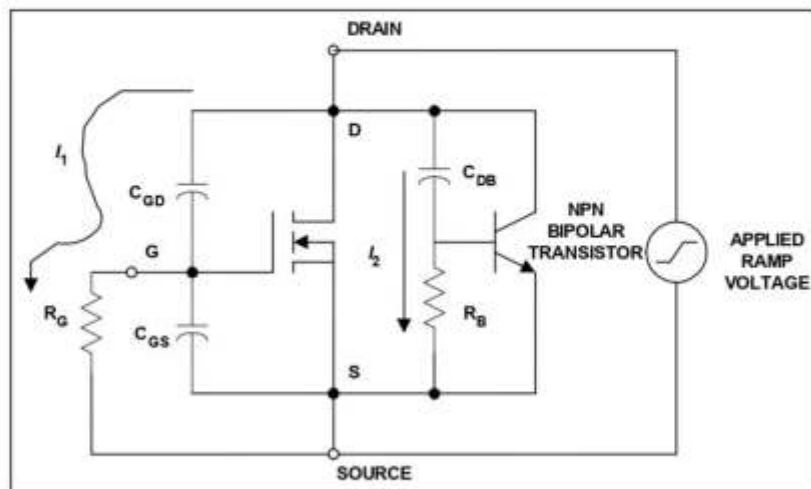 DRAIN
D
I1
CGD
CDB
NPN
BIPOLAR
TRANSISTOR
APPLIED
RAMP
VOLTAGE
G
I2
RG
CGS
RB
S
SOURCE